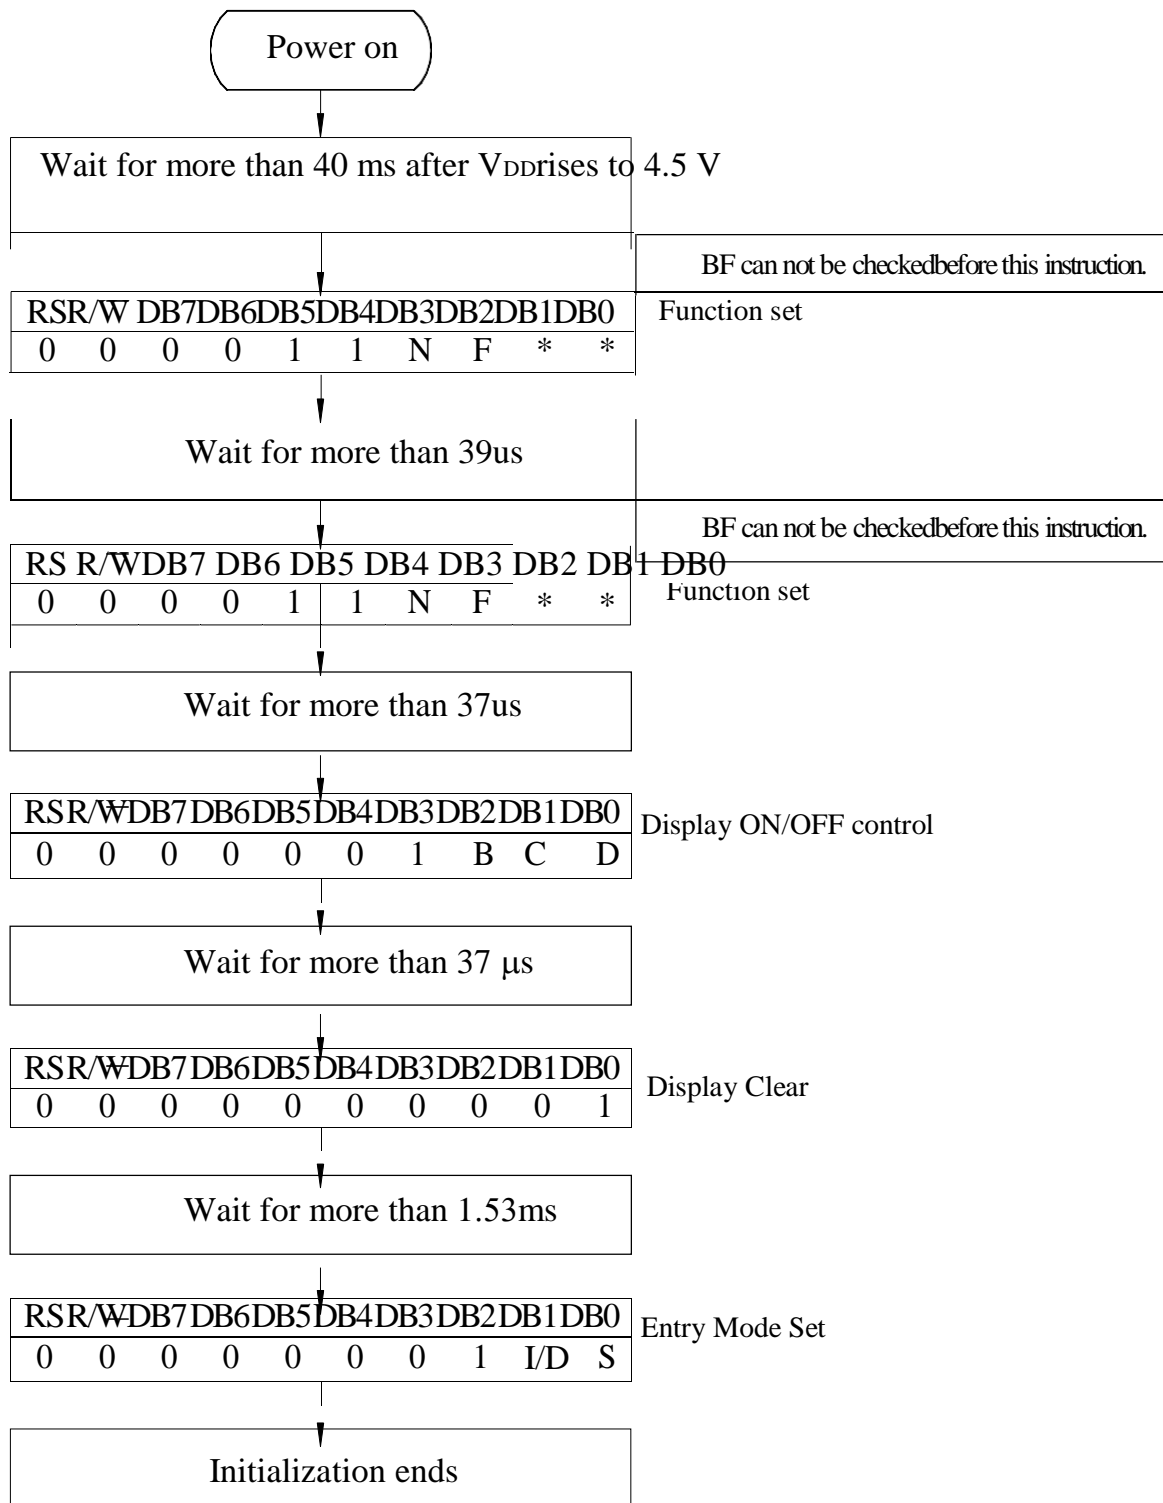 Power on
Wait for more than 40 ms after VDDrises to 4.5 V
BF can not be checkedbefore this instruction.
RSR/W DB7DB6DB5DB4DB3DB2DB1DB0
Function set
0 0 0 0 1 1 N F * *
Wait for more than 39us
BF can not be checkedbefore this instruction.
RS R/WDB7 DB6 DB5 DB4 DB3 DB2 DB1 DB0
Function set
0 0 0 0 1 1 N F * *
Wait for more than 37us
RSR/WDB7DB6DB5DB4DB3DB2DB1DB0
Display ON/OFF control
0 0 0 0 0 0 1 B C D
Wait for more than 37 μs
RSR/WDB7DB6DB5DB4DB3DB2DB1DB0
Display Clear
0 0 0 0 0 0 0 0 0 1
Wait for more than 1.53ms
RSR/WDB7DB6DB5DB4DB3DB2DB1DB0
Entry Mode Set
0 0 0 0 0 0 0 1 I/D S
Initialization ends